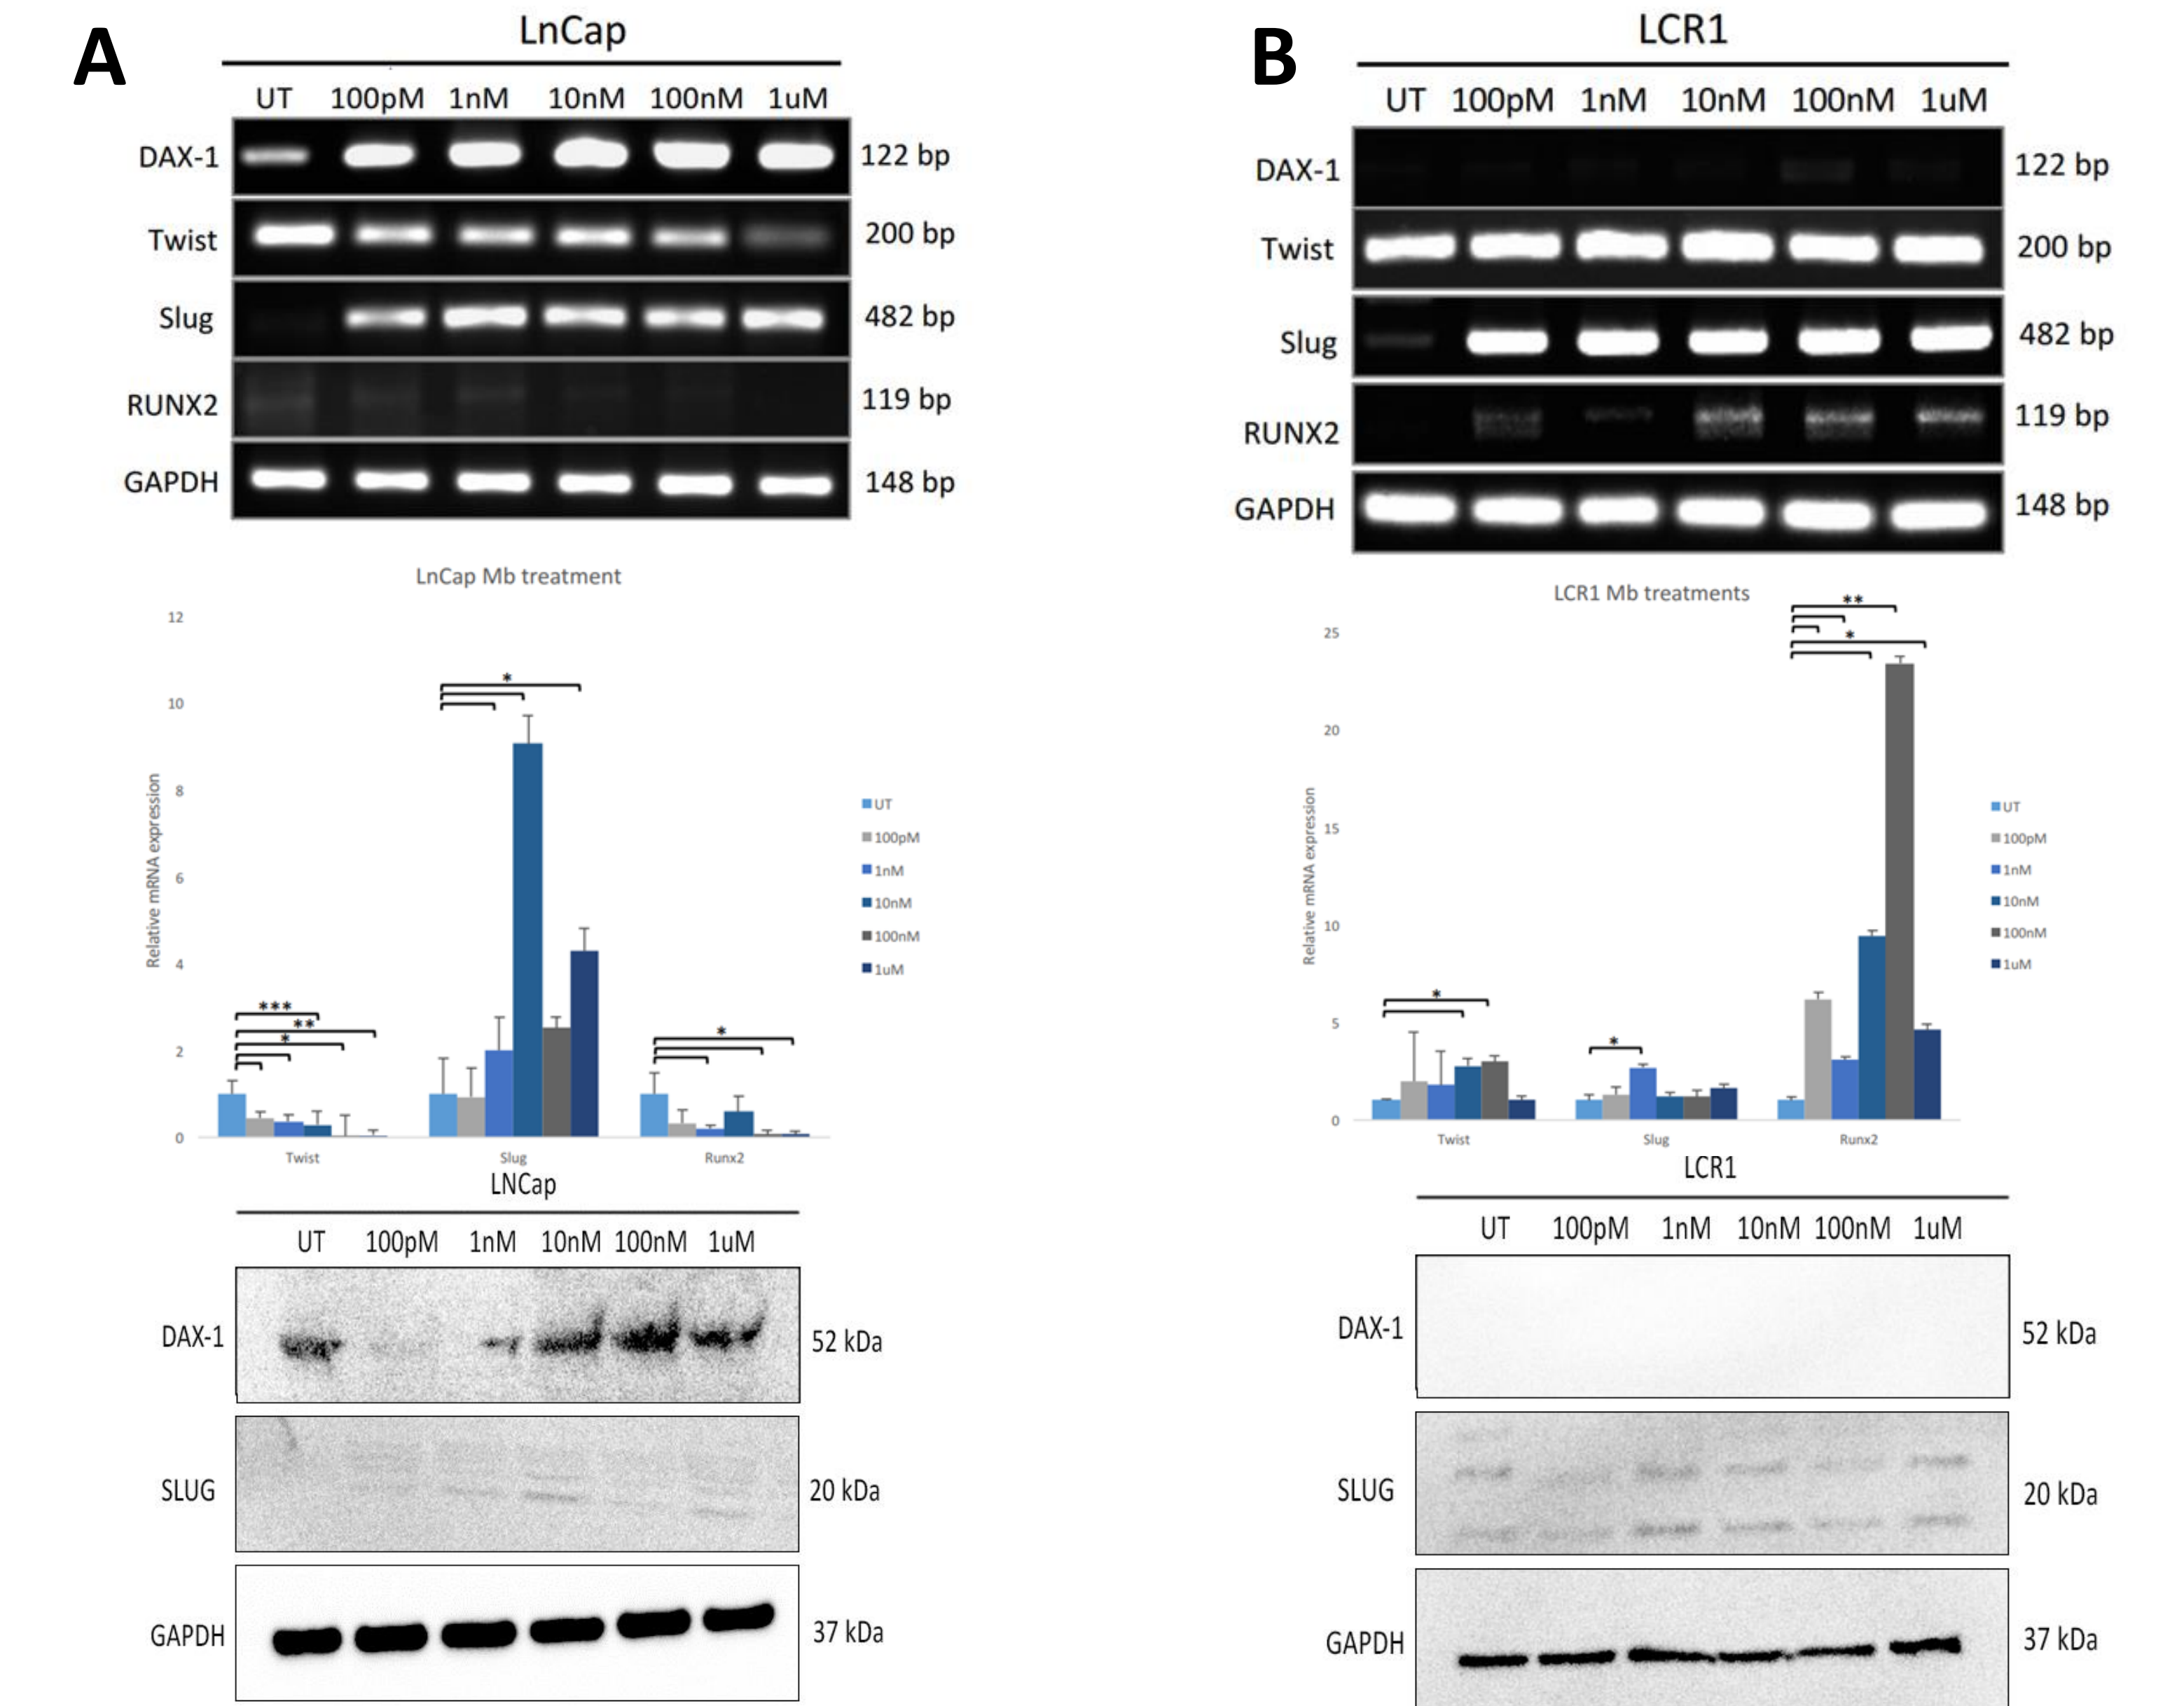 A
LnCap
UT 100pM 1nM 10nM 100nM 1uM
DAX-1 122 bp
Twist 200 bp
Slug 482 bp
RUNX2 119 bp
GAPDH 148 bp
LnCap Mb treatment
12
10
8
6
4
2
0
Relative mRNA expression
*
***
**
*
*
Twist Slug Runx2
UT
100pM
1nM
10nM
100nM
1uM
LNCap
UT 100pM 1nM 10nM 100nM 1uM
DAX-1 52 kDa
SLUG 20 kDa
GAPDH 37 kDa
B
LCR1
UT 100pM 1nM 10nM 100nM 1uM
DAX-1 122 bp
Twist 200 bp
Slug 482 bp
RUNX2 119 bp
GAPDH 148 bp
LCR1 Mb treatments
25
20
15
10
5
0
Relative mRNA expression
**
*
*
*
Twist Slug Runx2
UT
100pM
1nM
10nM
100nM
1uM
LCR1
UT 100pM 1nM 10nM 100nM 1uM
DAX-1 52 kDa
SLUG 20 kDa
GAPDH 37 kDa